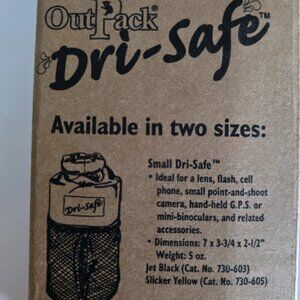 OutPack®
Dri-Safe™
Available in two sizes:
Small Dri-Safe™
• Ideal for a lens, flash, cell
phone, small point-and-shoot
camera, hand-held G.P.S. or
mini-binoculars, and related
accessories.
• Dimensions: 7 x 3-3/4 x 2-1/2"
Weight: 5 oz.
Jet Black (Cat. No. 730-603)
Slicker Yellow (Cat. No. 730-605)
Dri-Safe